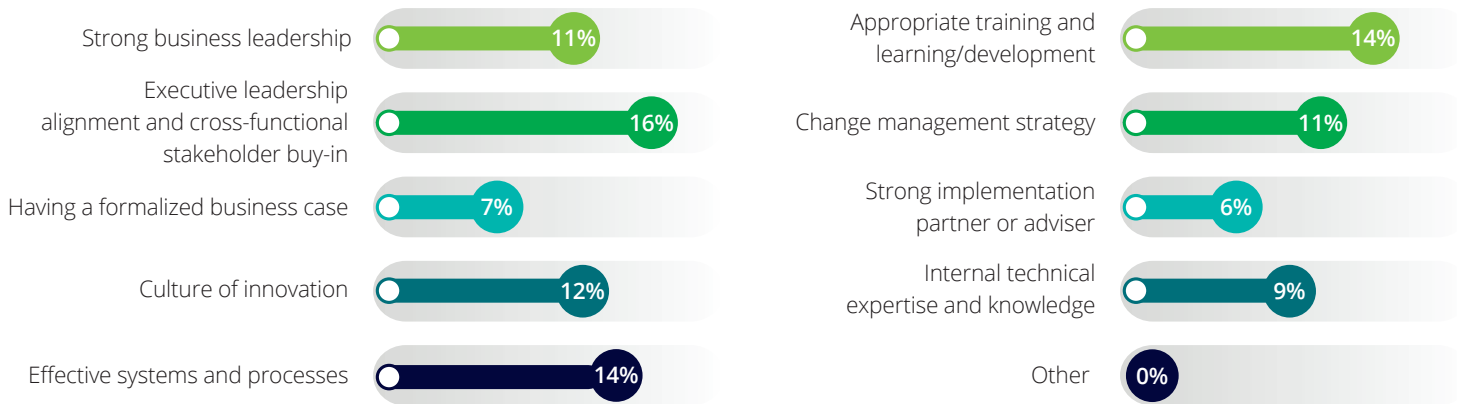 Strong business leadership
11%
Executive leadership
alignment and cross-functional
stakeholder buy-in
16%
Having a formalized business case
7%
Culture of innovation
12%
Effective systems and processes
14%
Appropriate training and
learning/development
14%
Change management strategy
11%
Strong implementation
partner or adviser
6%
Internal technical
expertise and knowledge
9%
Other
0%